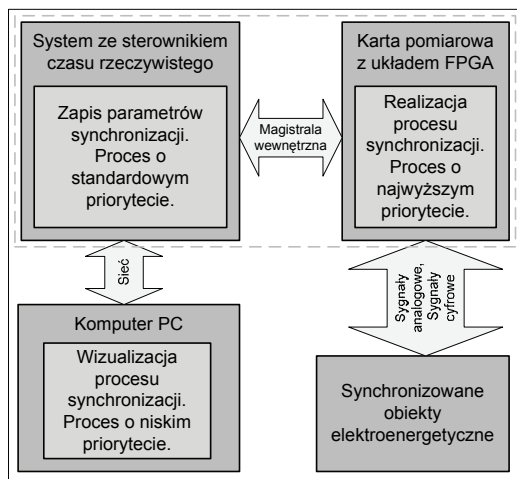 System ze sterownikiem
czasu rzeczywistego
Zapis parametrów
synchronizacji.
Proces o
standardowym
priorytecie.
Magistrala
wewnętrzna
Karta pomiarowa
z układem FPGA
Realizacja
procesu
synchronizacji.
Proces o
najwyższym
priorytecie.
Sieć
Sygnały
analogowe,
Sygnały
cyfrowe
Komputer PC
Wizualizacja
procesu
synchronizacji.
Proces o niskim
priorytecie.
Synchronizowane
obiekty
elektroenergetyczne